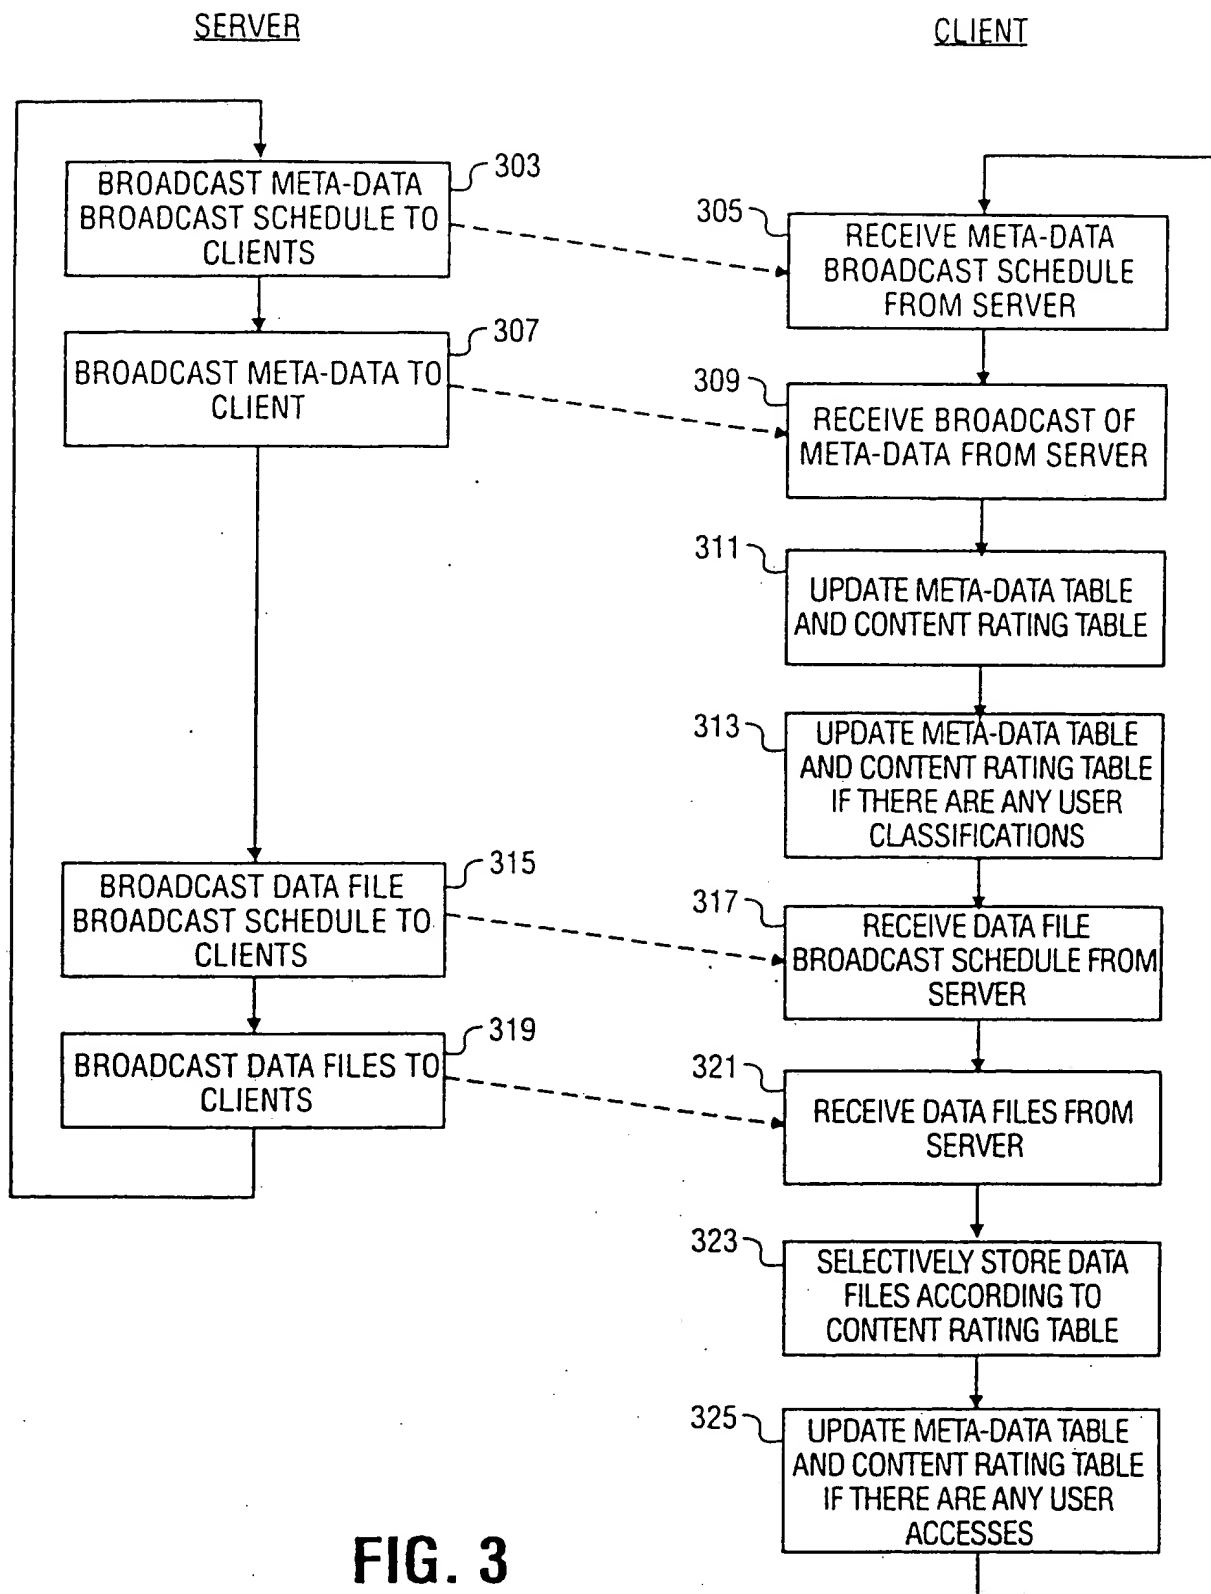 SERVER
CLIENT
303
BROADCAST META-DATA
BROADCAST SCHEDULE TO
CLIENTS
305
RECEIVE META-DATA
BROADCAST SCHEDULE
FROM SERVER
307
BROADCAST META-DATA TO
CLIENT
309
RECEIVE BROADCAST OF
META-DATA FROM SERVER
311
UPDATE META-DATA TABLE
AND CONTENT RATING TABLE
313
UPDATE META-DATA TABLE
AND CONTENT RATING TABLE
IF THERE ARE ANY USER
CLASSIFICATIONS
315
BROADCAST DATA FILE
BROADCAST SCHEDULE TO
CLIENTS
317
RECEIVE DATA FILE
BROADCAST SCHEDULE FROM
SERVER
319
BROADCAST DATA FILES TO
CLIENTS
321
RECEIVE DATA FILES FROM
SERVER
323
SELECTIVELY STORE DATA
FILES ACCORDING TO
CONTENT RATING TABLE
325
UPDATE META-DATA TABLE
AND CONTENT RATING TABLE
IF THERE ARE ANY USER
ACCESSES
FIG. 3